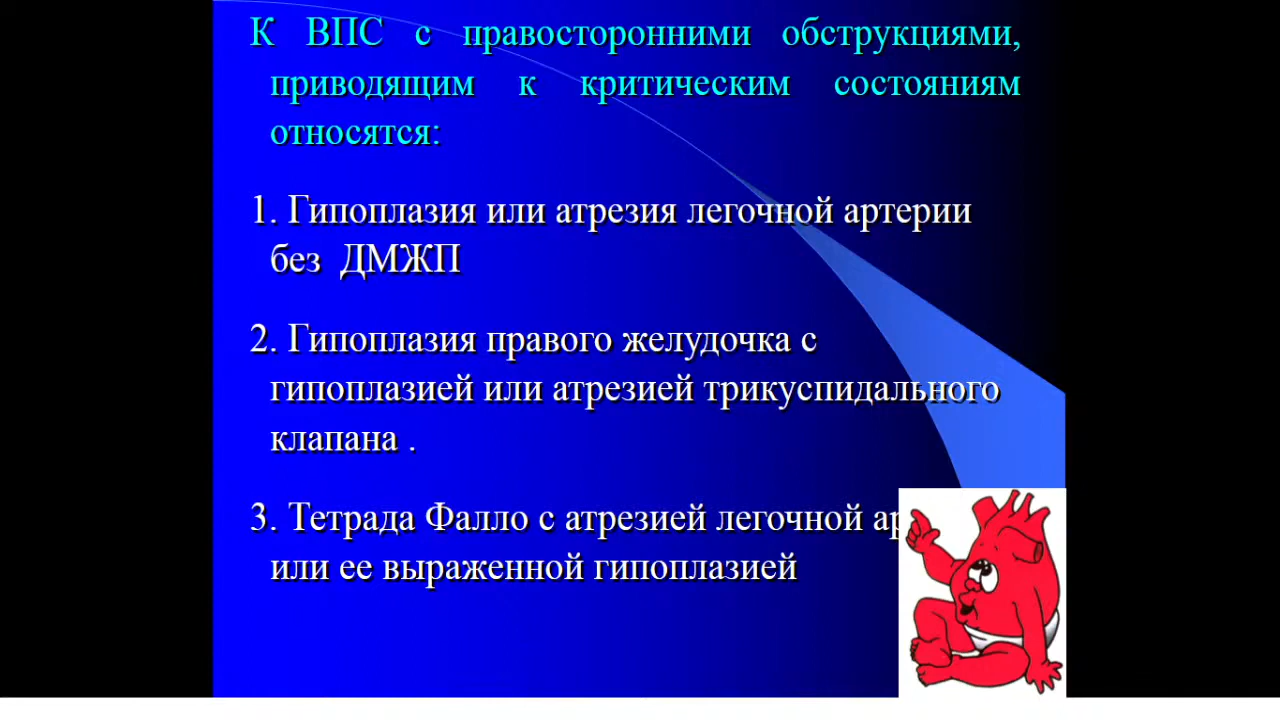 К ВПС с правосторонними обструкциями,
приводящим к критическим состояниям
относятся:
1. Гипоплазия или атрезия легочной артерии
без ДМЖП
2. Гипоплазия правого желудочка с
гипоплазией или атрезией трикуспидального
клапана .
3. Тетрада Фалло с атрезией легочной
или ее выраженной гипоплазией